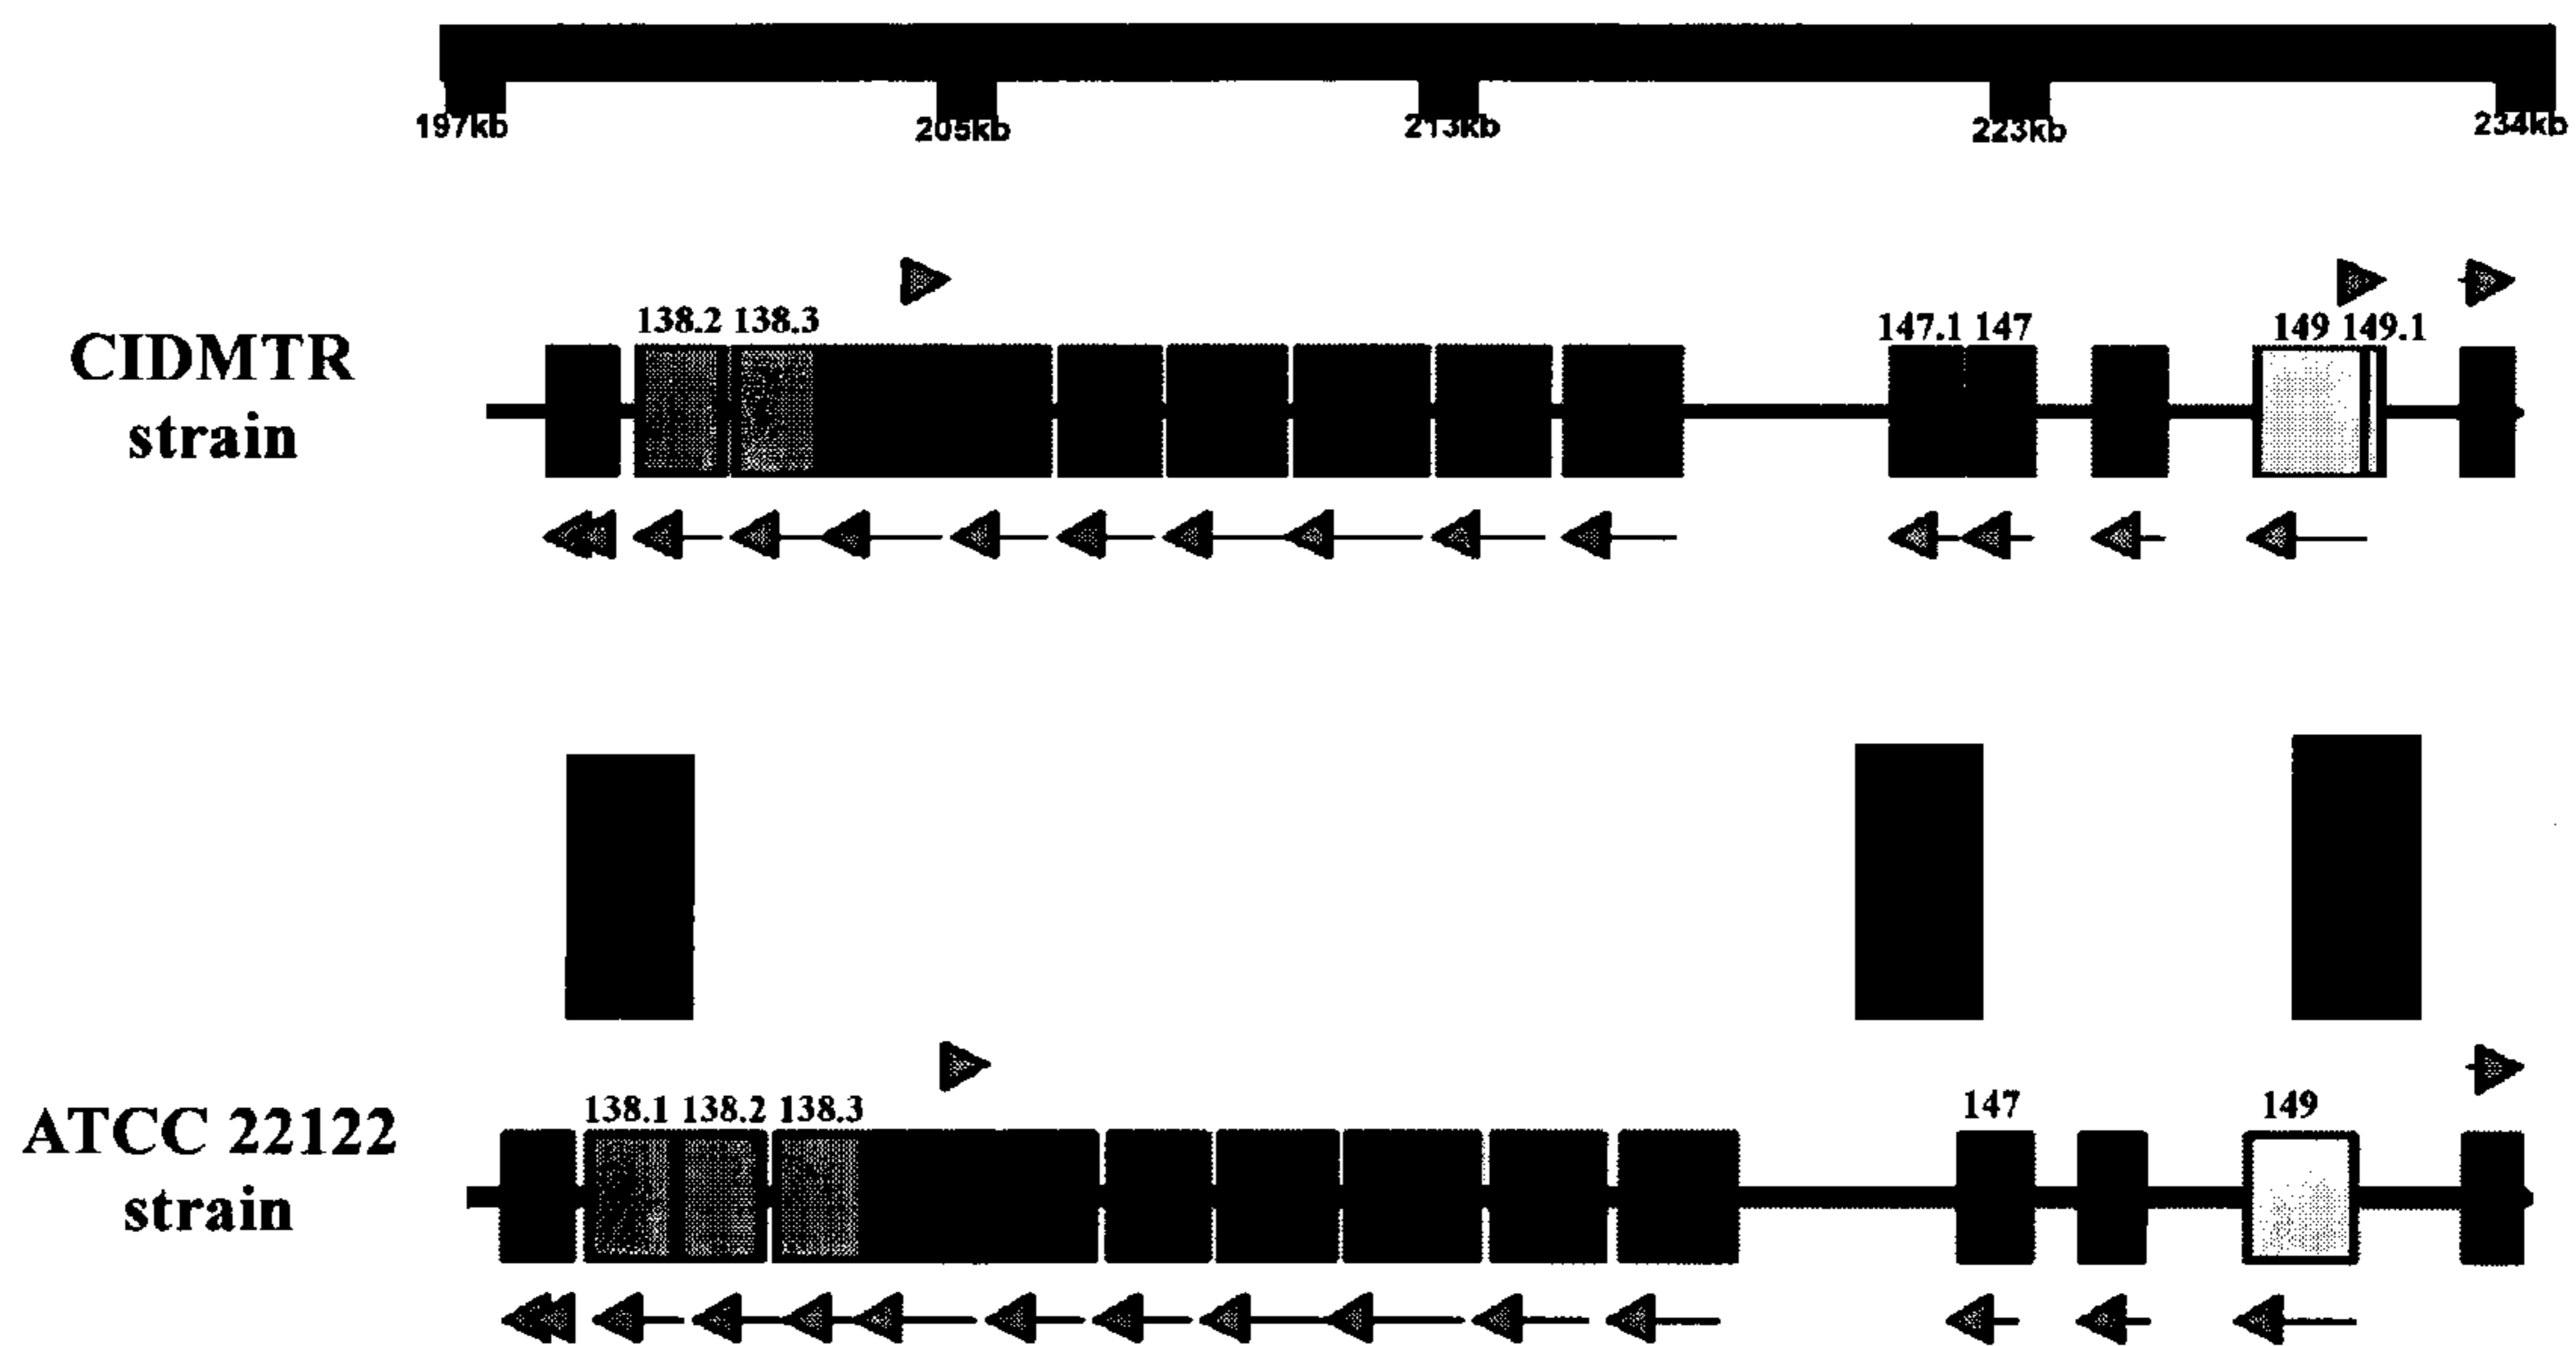 197kb 205kb 213kb 223kb 234kb
138.2 138.3 147.1 147 149 149.1
CIDMTR
strain
138.1 138.2 138.3 147 149
ATCC 22122
strain